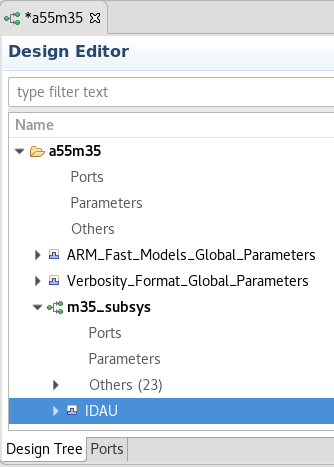 *a55m35
Design Editor
type filter text
Name
a55m35
Ports
Parameters
Others
ARM_Fast_Models_Global_Parameters
Verbosity_Format_Global_Parameters
m35_subsys
Ports
Parameters
Others (23)
IDAU
Design Tree Ports